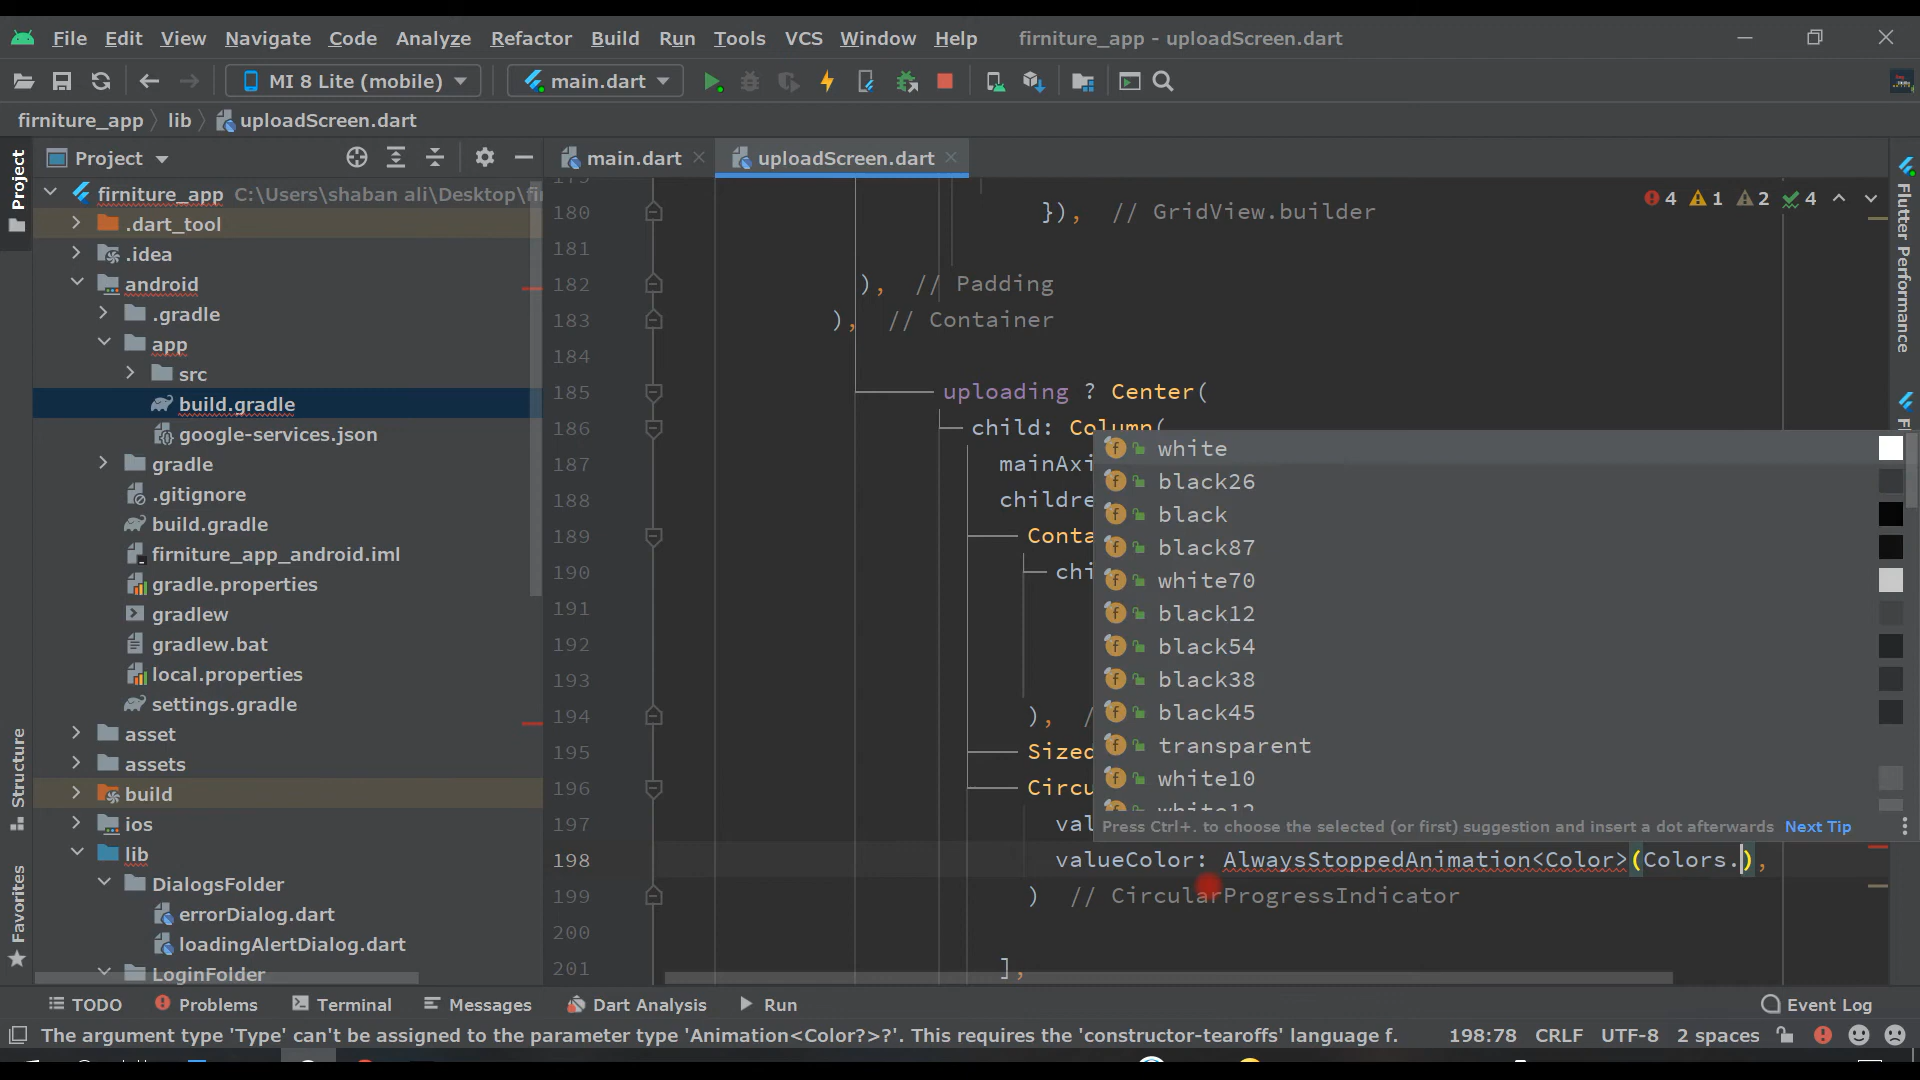 File Edit View Navigate Code Analyze Refactor Build Run Tools VCS Window Help firniture_app - uploadScreen.dart
MI 8 Lite (mobile) main.dart
firniture_app lib uploadScreen.dart
Project
Project
main.dart
uploadScreen.dart
firniture_app C:\Users\shaban ali\Desktop\fi
.dart_tool
.idea
android
.gradle
app
src
build.gradle
google-services.json
gradle
.gitignore
build.gradle
firniture_app_android.iml
gradle.properties
gradlew
gradlew.bat
local.properties
settings.gradle
asset
assets
build
ios
lib
DialogsFolder
errorDialog.dart
loadingAlertDialog.dart
LoginFolder
Structure
Favorites
4 1 2 4
180 }), // GridView.builder
181
182 ), // Padding
183 ), // Container
184
185 uploading ? Center(
186 child: Column(
187 mainAxi
188 childre
189 Conta
190 chi
191
192
193
194 ), /
195 Sized
196 Circu
197 val
198 valueColor: AlwaysStoppedAnimation<Color>(Colors.),
199 ) // CircularProgressIndicator
200
201 ],
white
black26
black
black87
white70
black12
black54
black38
black45
transparent
white10
white12
Press Ctrl+. to choose the selected (or first) suggestion and insert a dot afterwards Next Tip
Flutter Performance
TODO Problems Terminal Messages Dart Analysis Run Event Log
The argument type 'Type' can't be assigned to the parameter type 'Animation<Color?>?'. This requires the 'constructor-tearoffs' language f. 198:78 CRLF UTF-8 2 spaces